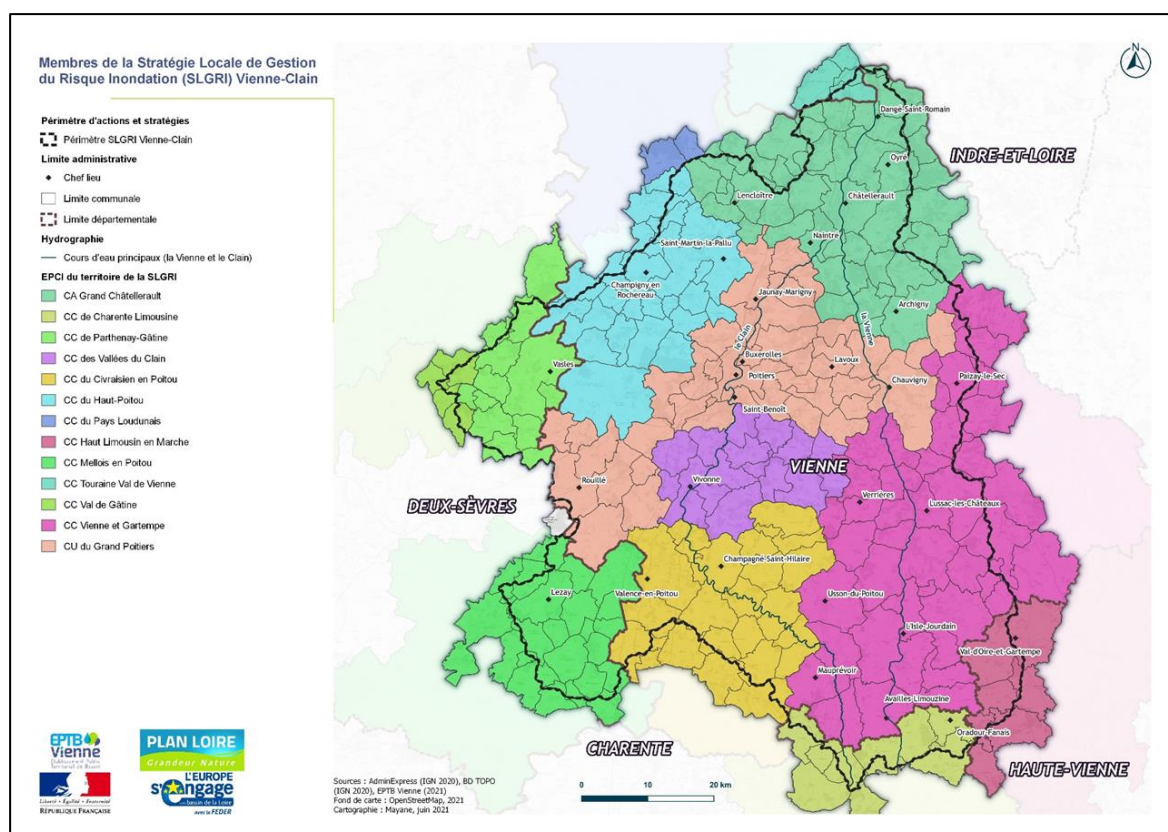 Membres de la Stratégie Locale de Gestion
du Risque Inondation (SLGRI) Vienne-Clain
Périmètre d'actions et stratégies
Périmètre SLGRI Vienne-Clain
Limite administrative
Chef lieu
Limite communale
Limite départementale
Hydrographie
Cours d'eau principaux (la Vienne et le Clain)
EPCI du territoire de la SLGRI
CA Grand Châtellerault
CC de Charente Limousine
CC de Parthenay-Gâtine
CC des Vallées du Clain
CC du Civraisien en Poitou
CC du Haut-Poitou
CC du Pays Loudunais
CC Haut Limousin en Marche
CC Mellois en Poitou
CC Touraine Val de Vienne
CC Val de Gâtine
CC Vienne et Gartempe
CU du Grand Poitiers
N
Dangé-Saint-Romain
INDRE-ET-LOIRE
Oyré
Lencloître
Châtellerault
Naintré
Saint-Martin-la-Pallu
Champigny en
Rochereau
Jaunay-Marigny
Archigny
la Vienne
le Clain
Buxerolles
Vasles
Poitiers
Lavoux
Chauvigny
Paizay-le-Sec
Saint-Benoît
VIENNE
Rouillé
Vivonne
DEUX-SÈVRES
Verrières
Lussac-les-Châteaux
Champagné-Saint-Hilaire
Valence-en-Poitou
Lezay
Usson-du-Poitou
L'Isle-Jourdain
Val-d'Oire-et-Gartempe
Mauprévoir
Availles-Limouzine
Oradour-Fanais
CHARENTE
HAUTE-VIENNE
EPTB
Vienne
Liberté • Égalité • Fraternité
RÉPUBLIQUE FRANÇAISE
PLAN LOIRE
Grandeur Nature
L'EUROPE
s'engage
en bassin de la Loire
avec le FEDER
Sources : AdminExpress (IGN 2020), BD TOPO
(IGN 2020), EPTB Vienne (2021)
Fond de carte : OpenStreetMap, 2021
Cartographie : Mayane, juin 2021
0 10 20 km